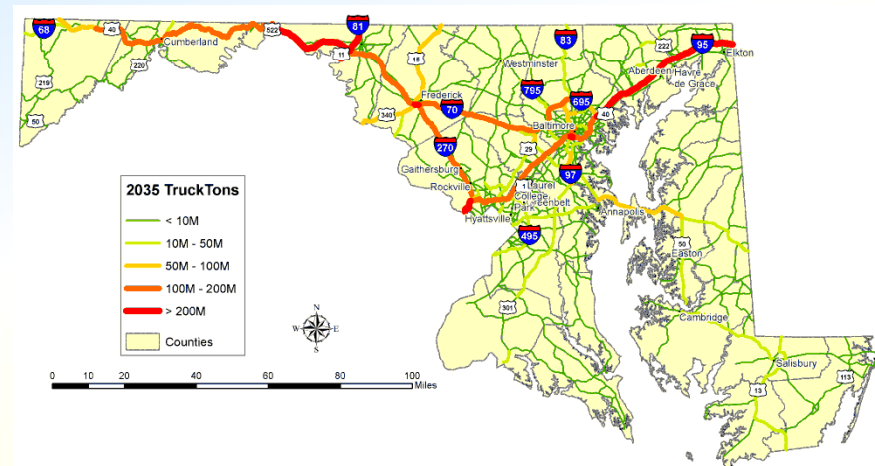 68
40
Cumberland
522
81
11
220
219
50
15
340
Frederick
70
270
Gaithersburg
Rockville
Hyattsville
Westminster
83
795
695
Baltimore
29
97
1
Laurel
College
Park
Greenbelt
495
301
Annapolis
222
95
Elkton
Aberdeen
Havre
de Grace
40
50
Easton
Cambridge
Salisbury
13
113
2035 TruckTons
< 10M
10M - 50M
50M - 100M
100M - 200M
> 200M
Counties
N
W
E
S
0 20 40 60 80 100
Miles